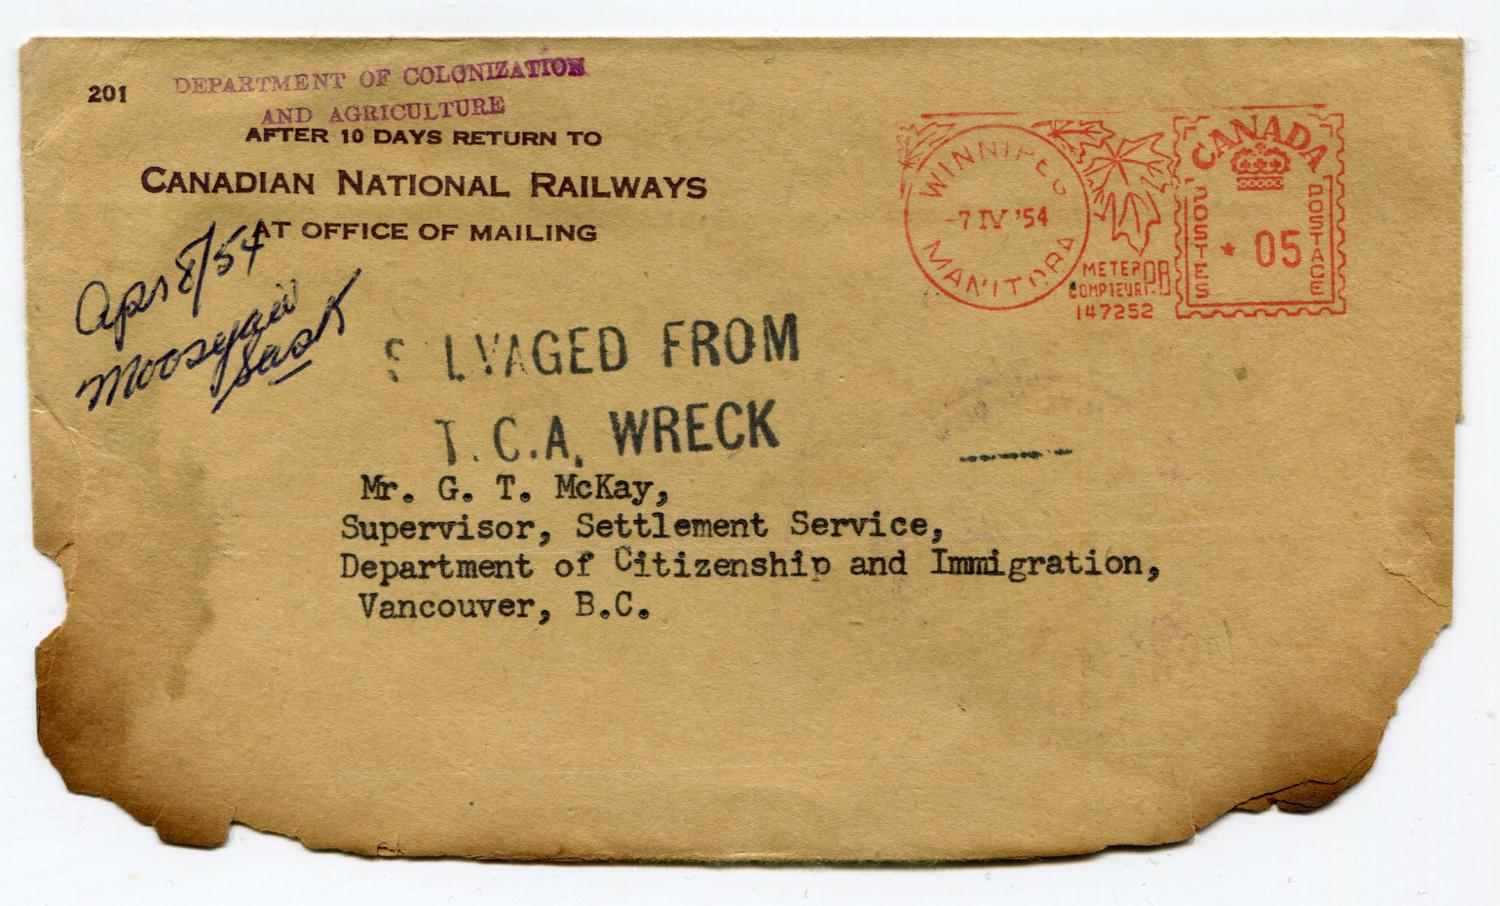 201
DEPARTMENT OF COLONIZATION
AND AGRICULTURE
AFTER 10 DAYS RETURN TO
CANADIAN NATIONAL RAILWAYS
AT OFFICE OF MAILING
Apr 8/54
Moosejaw
Sask
WINNIPEG
-7 IV '54
MANITOBA
METER
COMPTEUR P.B.
147252
CANADA
POSTES
* 05
POSTAGE
S LVAGED FROM
T.C.A. WRECK
Mr. G. T. McKay,
Supervisor, Settlement Service,
Department of Citizenship and Immigration,
Vancouver, B.C.